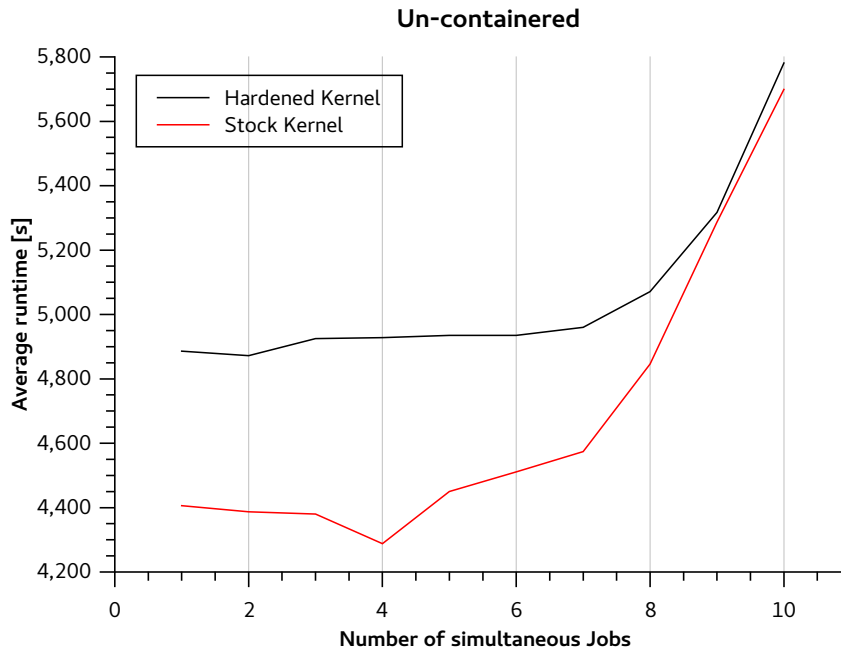 Un-containered
5,800
5,600
5,400
5,200
5,000
4,800
4,600
4,400
4,200
Average runtime [s]
Hardened Kernel
Stock Kernel
0 2 4 6 8 10
Number of simultaneous Jobs